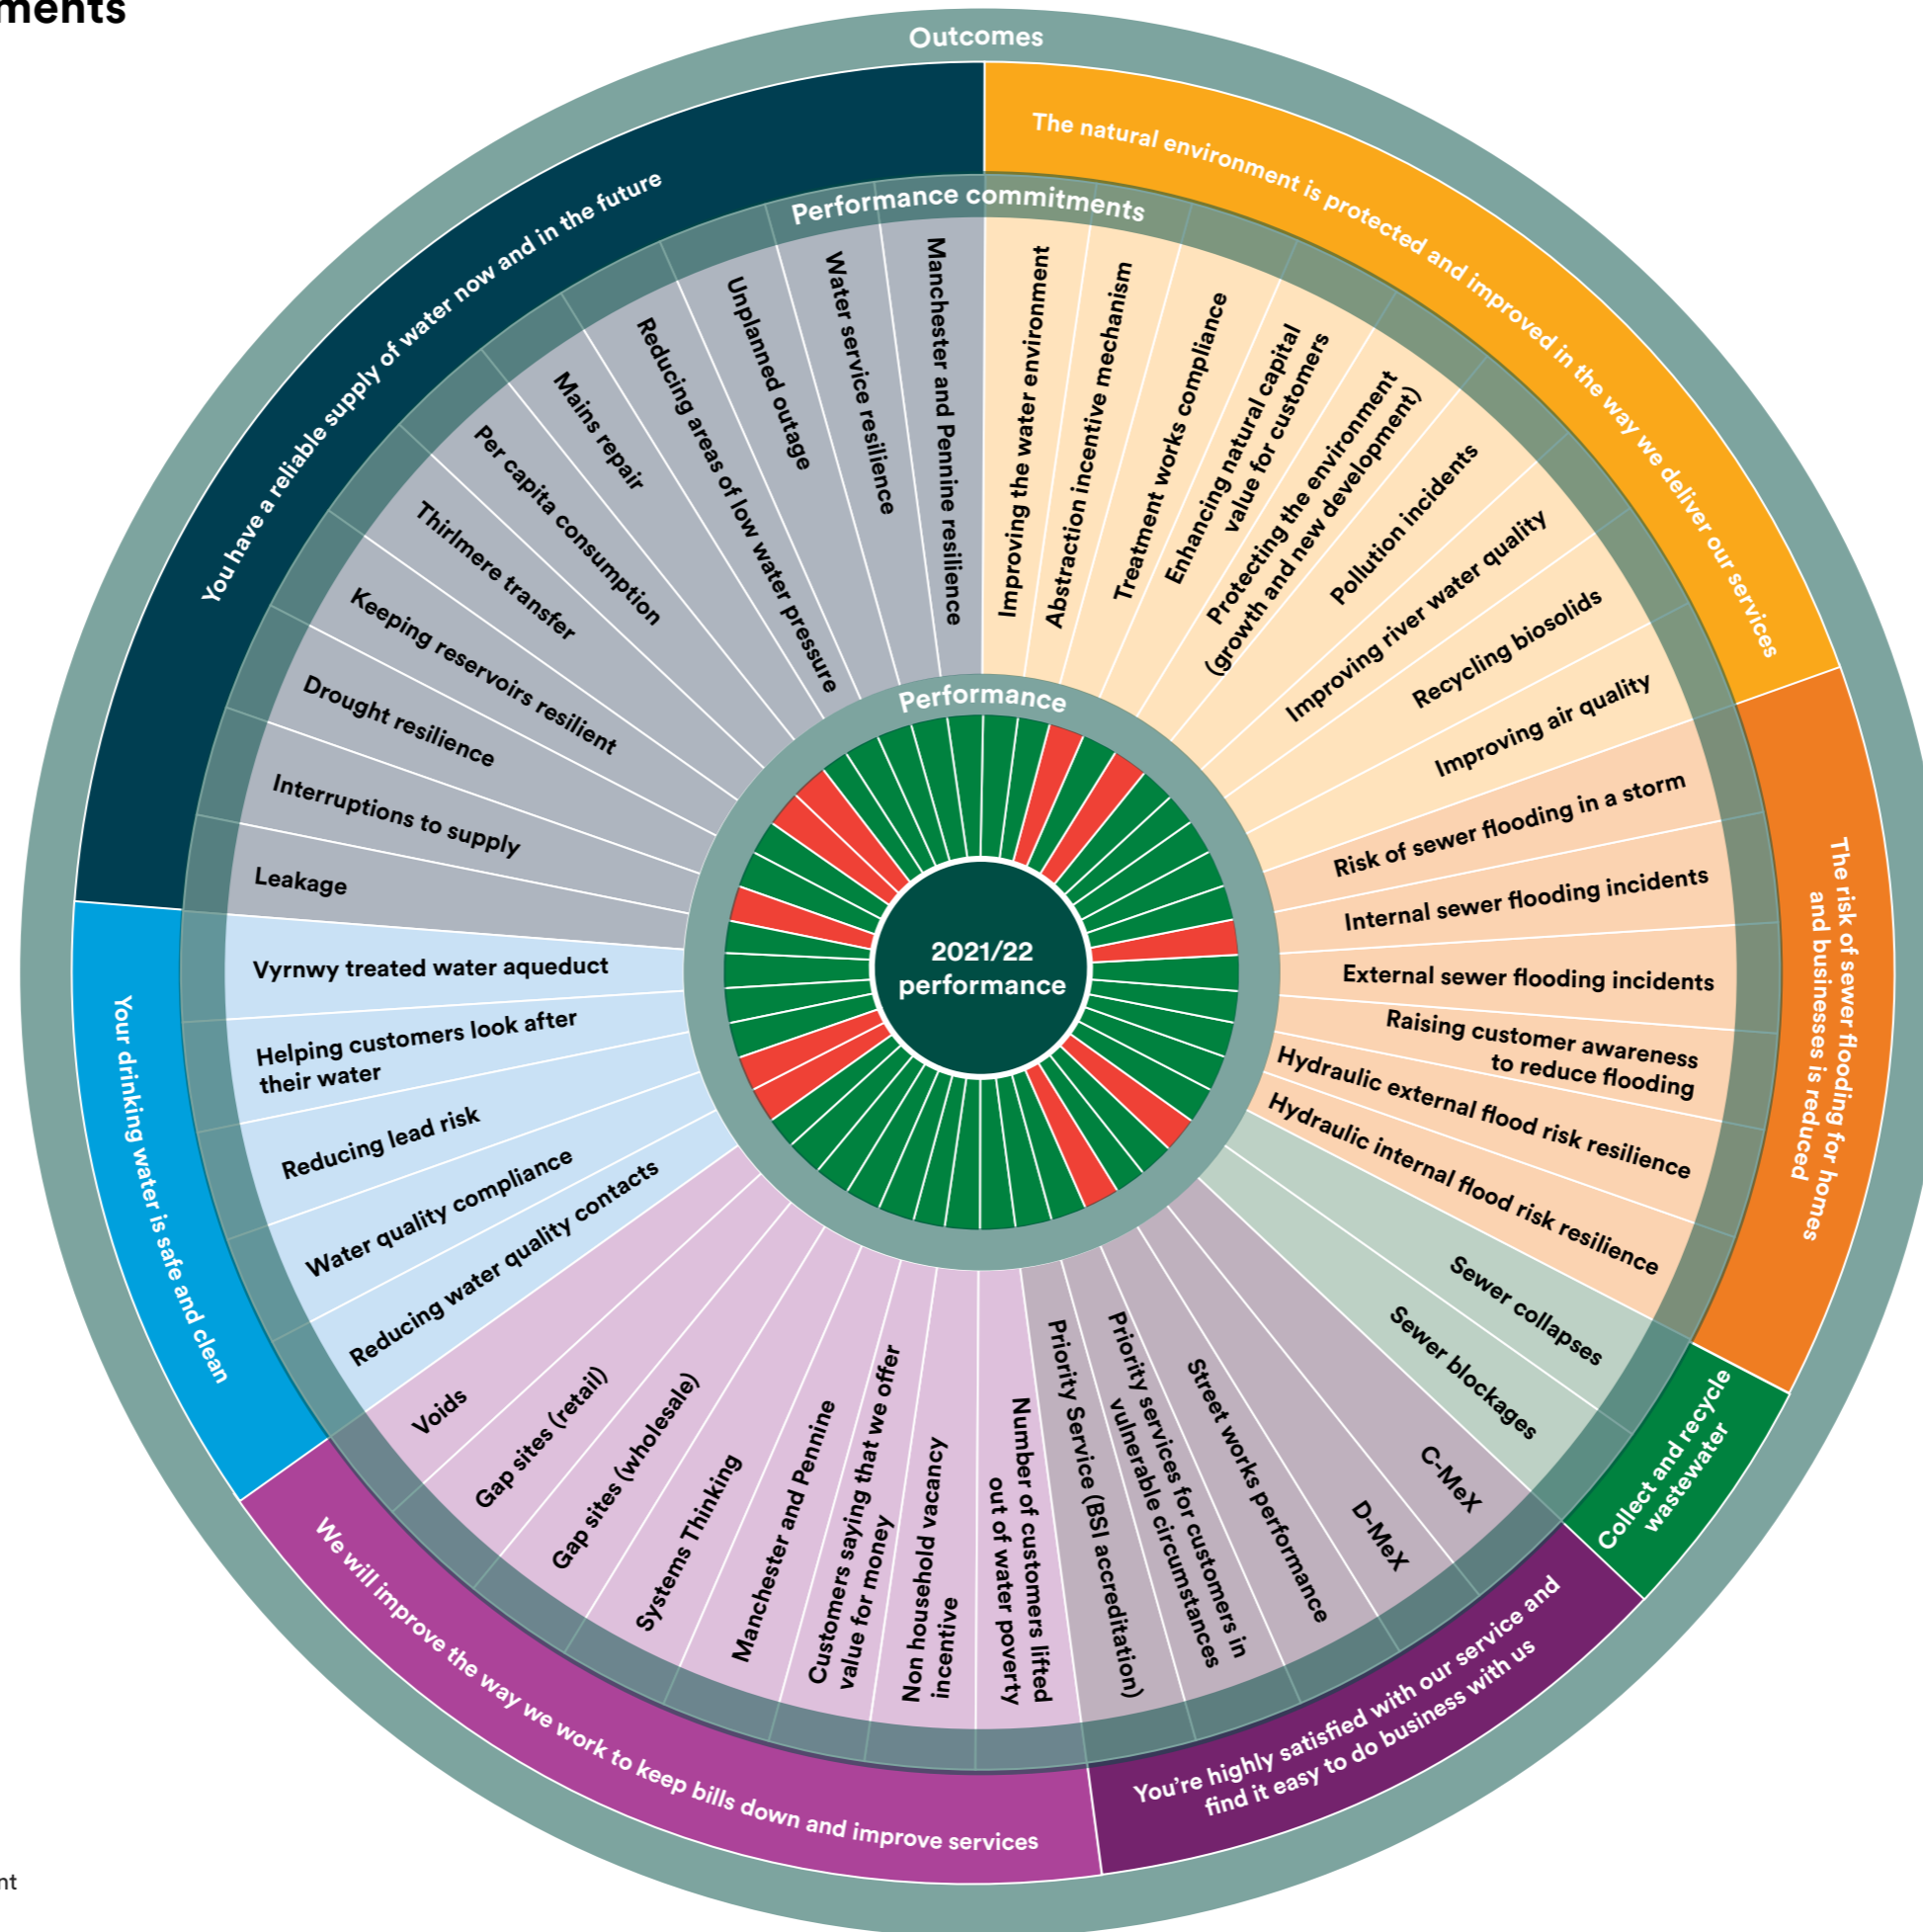 ments
Outcomes
The natural environment is protected and improved in the way we deliver our services
The risk of sewer flooding for homes
and businesses is reduced
Collect and recycle
wastewater
You're highly satisfied with our service and
find it easy to do business with us
We will improve the way we work to keep bills down and improve services
Your drinking water is safe and clean
You have a reliable supply of water now and in the future
Performance commitments
Improving the water environment
Abstraction incentive mechanism
Treatment works compliance
Enhancing natural capital
value for customers
Protecting the environment
(growth and new development)
Pollution incidents
Improving river water quality
Recycling biosolids
Improving air quality
Risk of sewer flooding in a storm
Internal sewer flooding incidents
External sewer flooding incidents
Raising customer awareness
to reduce flooding
Hydraulic external flood risk resilience
Hydraulic internal flood risk resilience
Sewer collapses
Sewer blockages
C-MeX
D-MeX
Street works performance
Priority services for customers in
vulnerable circumstances
Priority Service (BSI accreditation)
Number of customers lifted
out of water poverty
Non household vacancy
incentive
Customers saying that we offer
value for money
Manchester and Pennine
Systems Thinking
Gap sites (wholesale)
Gap sites (retail)
Voids
Reducing water quality contacts
Water quality compliance
Reducing lead risk
Helping customers look after
their water
Vyrnwy treated water aqueduct
Leakage
Interruptions to supply
Drought resilience
Keeping reservoirs resilient
Thirlmere transfer
Per capita consumption
Mains repair
Reducing areas of low water pressure
Unplanned outage
Water service resilience
Manchester and Pennine resilience
Performance
2021/22
performance
nt